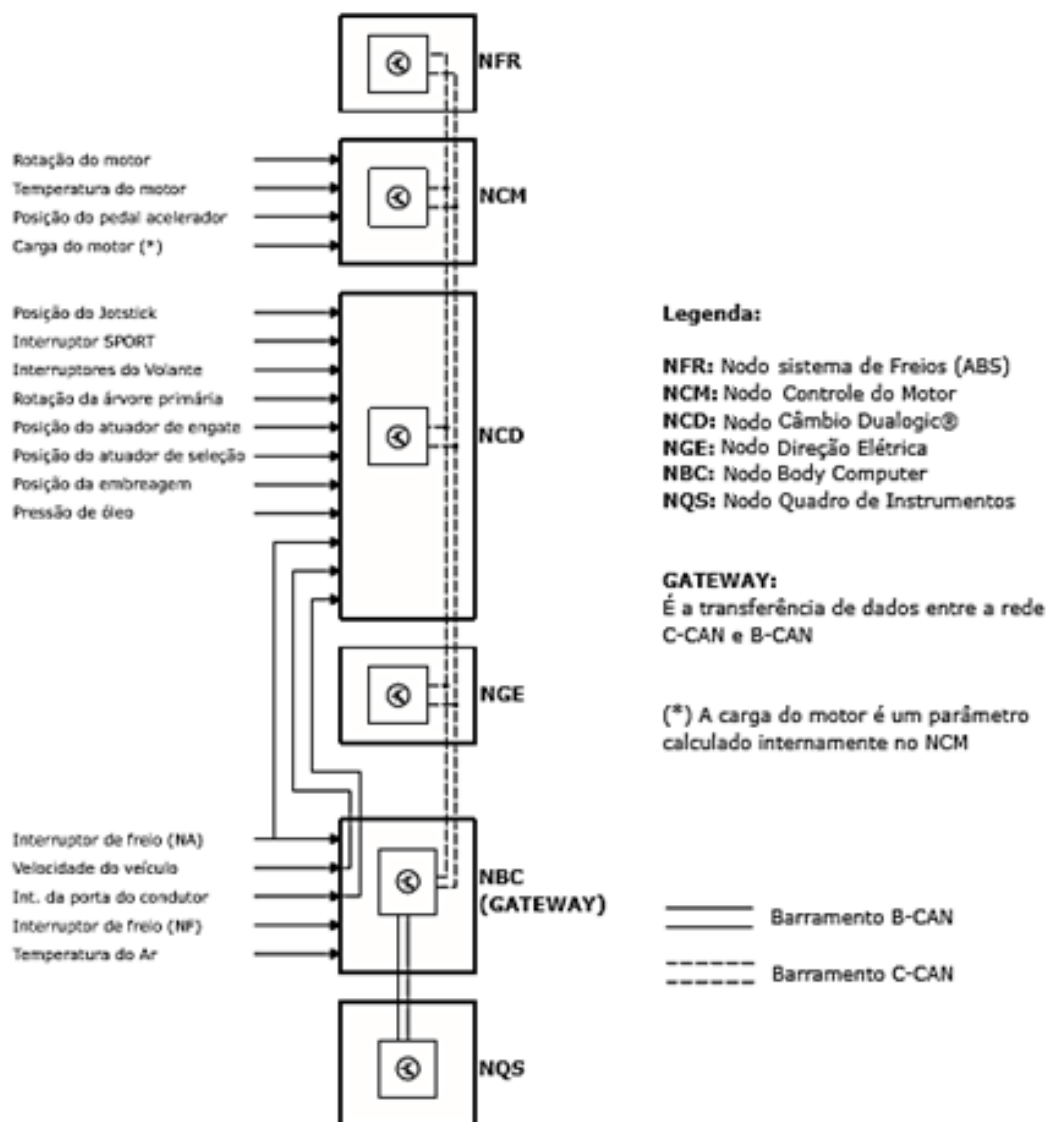 NFR
Rotação do motor
Temperatura do motor
Posição do pedal acelerador
Carga do motor (*)
NCM
Posição do Jotstick
Interruptor SPORT
Interruptores do Volante
Rotação da árvore primária
Posição do atuador de engate
Posição do atuador de seleção
Posição da embreagem
Pressão de óleo
NCD
NGE
Interruptor de freio (NA)
Velocidade do veículo
Int. da porta do condutor
Interruptor de freio (NF)
Temperatura do Ar
NBC
(GATEWAY)
NQS
Legenda:
NFR: Nodo sistema de Freios (ABS)
NCM: Nodo Controle do Motor
NCD: Nodo Câmbio Dualogic®
NGE: Nodo Direção Elétrica
NBC: Nodo Body Computer
NQS: Nodo Quadro de Instrumentos
GATEWAY:
É a transferência de dados entre a rede
C-CAN e B-CAN
(*) A carga do motor é um parâmetro
calculado internamente no NCM
Barramento B-CAN
Barramento C-CAN